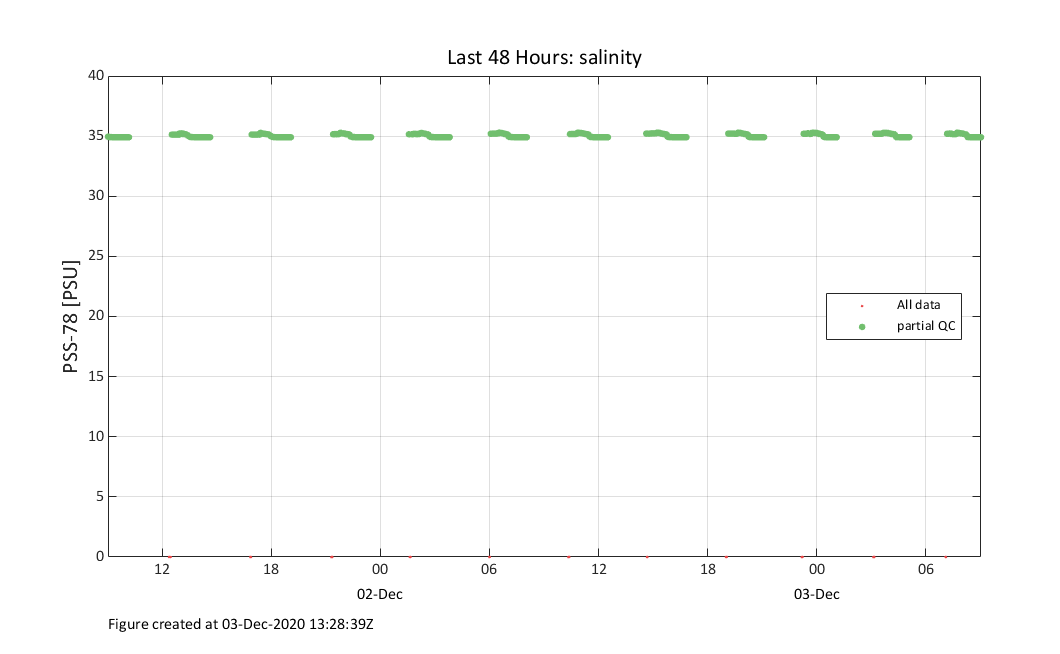 Last 48 Hours: salinity
40
35
30
25
20
15
10
5
0
PSS-78 [PSU]
All data
partial QC
12 18 00 06 12 18 00 06
02-Dec 03-Dec
Figure created at 03-Dec-2020 13:28:39Z